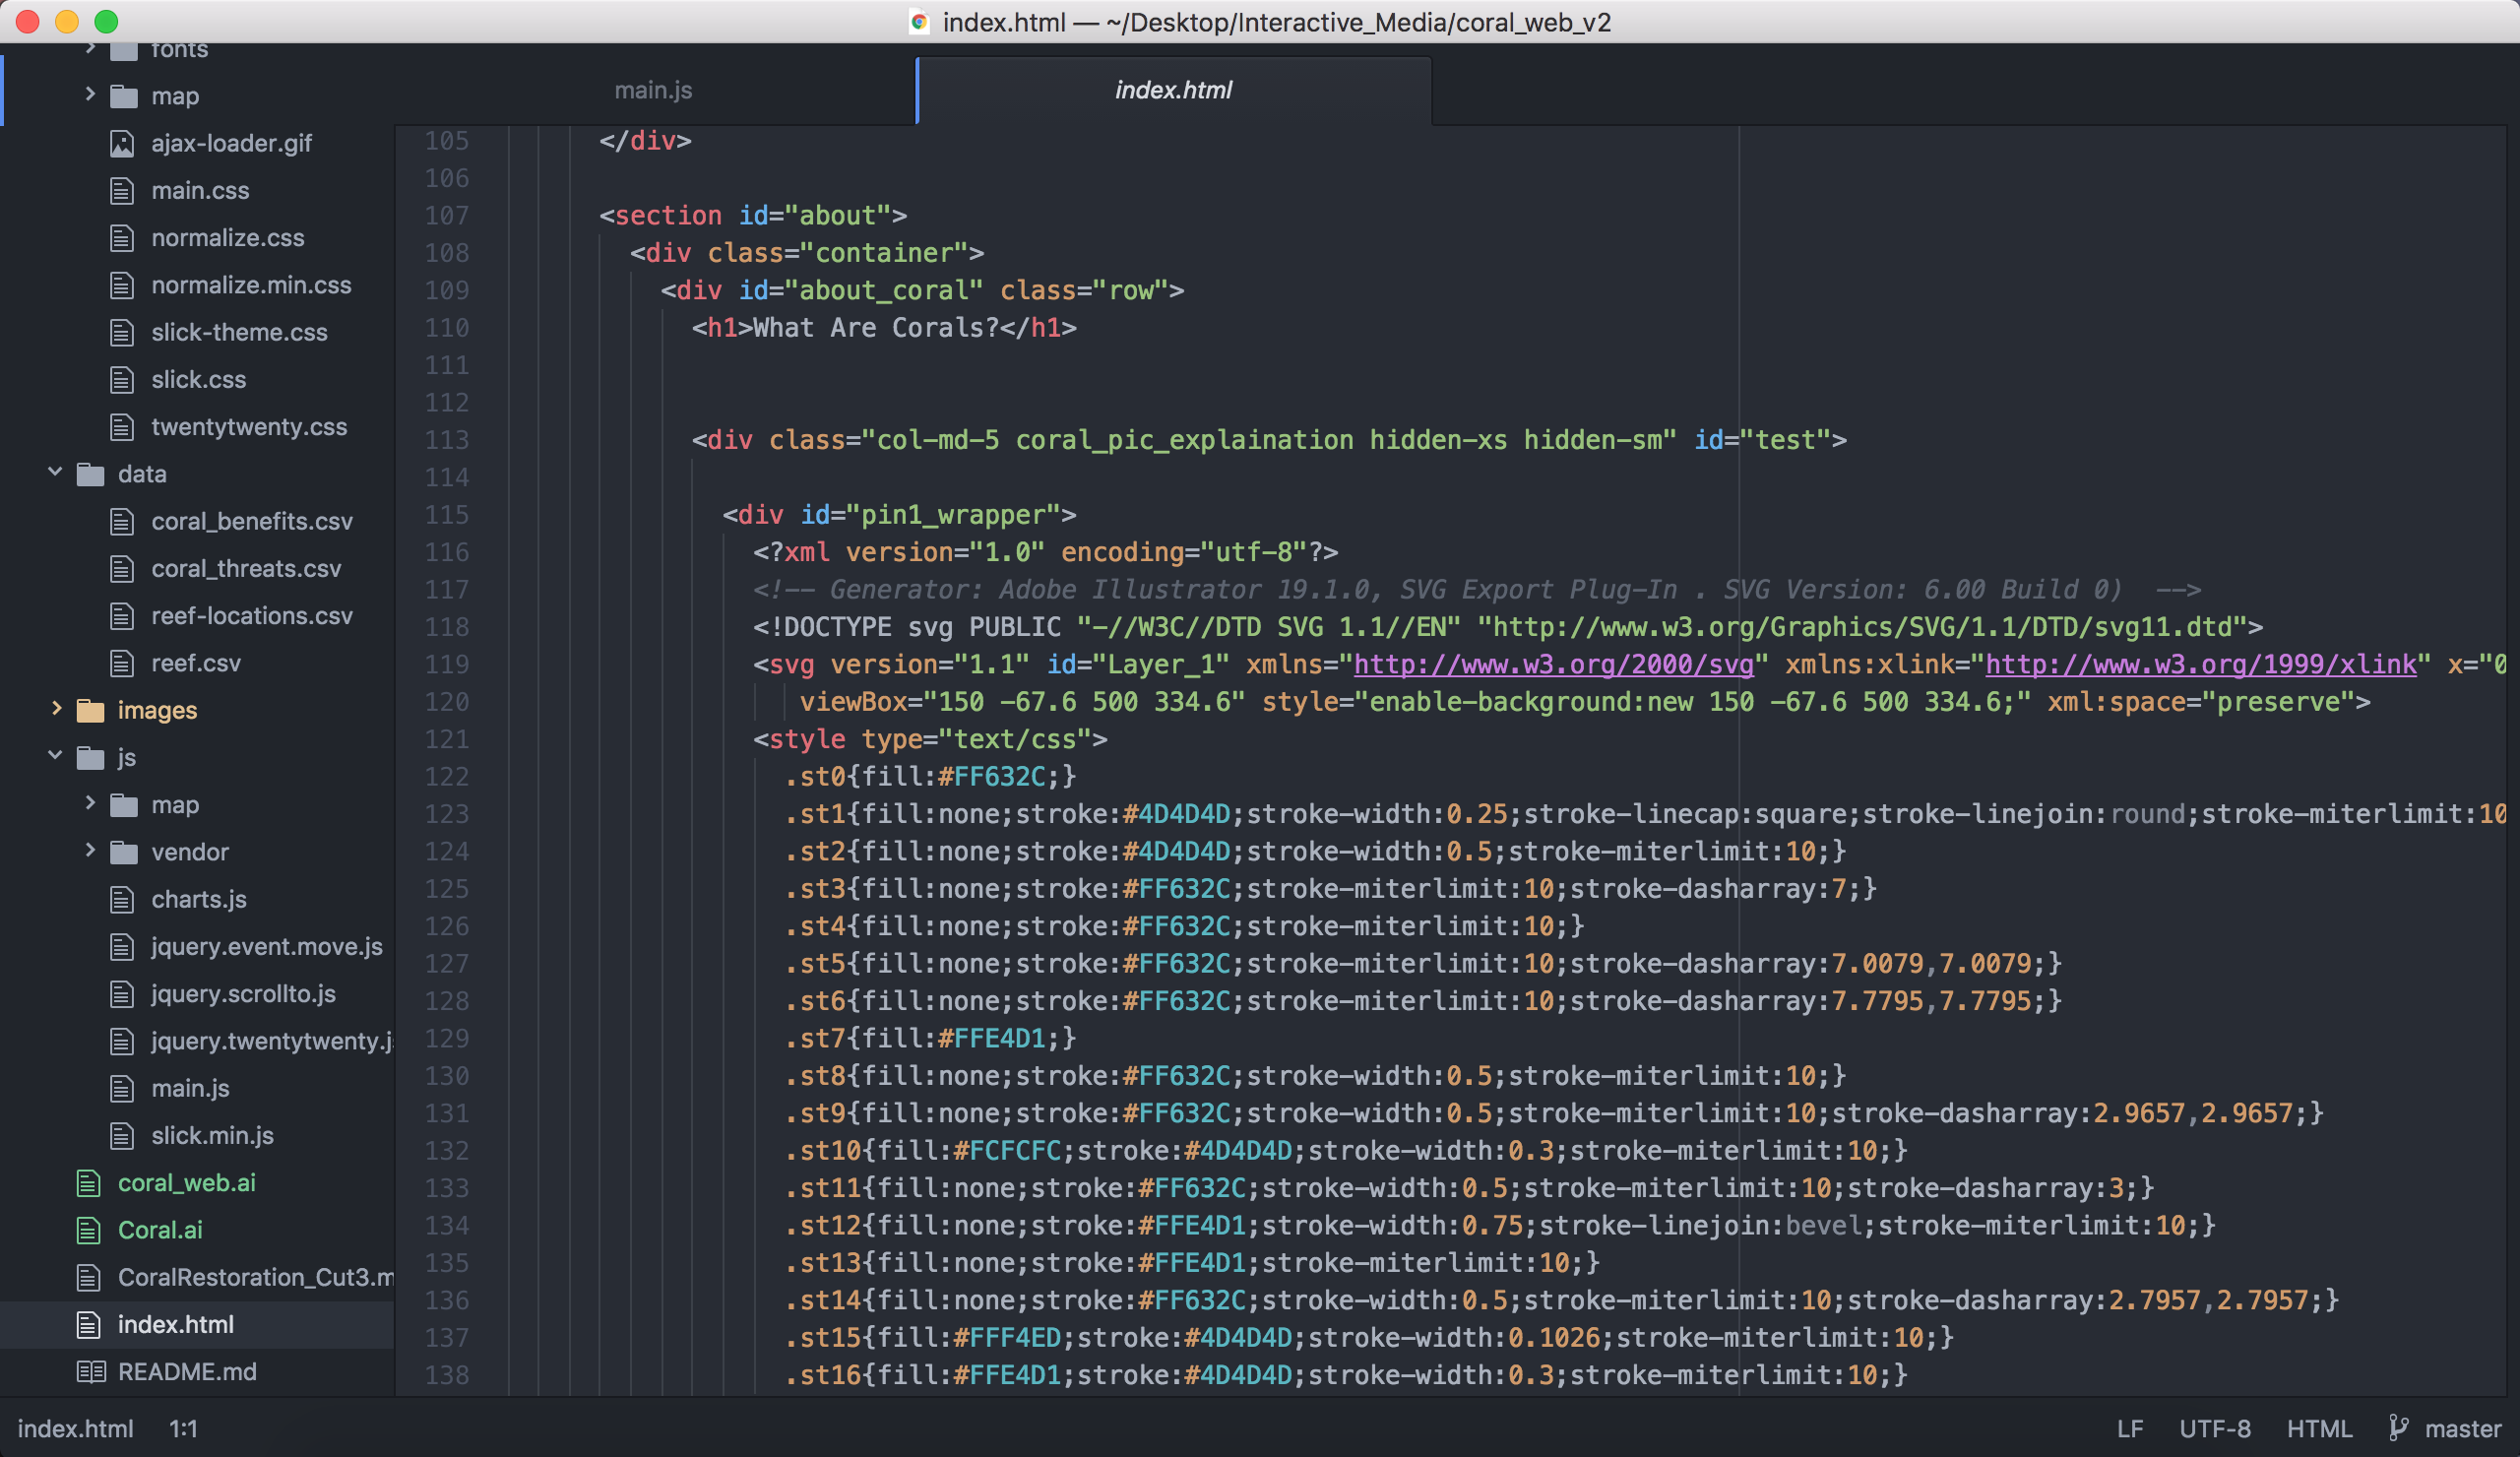 index.html — ~/Desktop/Interactive_Media/coral_web_v2
fonts
map
ajax-loader.gif
main.css
normalize.css
normalize.min.css
slick-theme.css
slick.css
twentytwenty.css
data
coral_benefits.csv
coral_threats.csv
reef-locations.csv
reef.csv
images
js
map
vendor
charts.js
jquery.event.move.js
jquery.scrollto.js
jquery.twentytwenty.j
main.js
slick.min.js
coral_web.ai
Coral.ai
CoralRestoration_Cut3.m
index.html
README.md
main.js
index.html
105 </div>
106
107 <section id="about">
108 <div class="container">
109 <div id="about_coral" class="row">
110 <h1>What Are Corals?</h1>
111
112
113 <div class="col-md-5 coral_pic_explaination hidden-xs hidden-sm" id="test">
114
115 <div id="pin1_wrapper">
116 <?xml version="1.0" encoding="utf-8"?>
117 <!-- Generator: Adobe Illustrator 19.1.0, SVG Export Plug-In . SVG Version: 6.00 Build 0)  -->
118 <!DOCTYPE svg PUBLIC "-//W3C//DTD SVG 1.1//EN" "http://www.w3.org/Graphics/SVG/1.1/DTD/svg11.dtd">
119 <svg version="1.1" id="Layer_1" xmlns="http://www.w3.org/2000/svg" xmlns:xlink="http://www.w3.org/1999/xlink" x="0
120 viewBox="150 -67.6 500 334.6" style="enable-background:new 150 -67.6 500 334.6;" xml:space="preserve">
121 <style type="text/css">
122 .st0{fill:#FF632C;}
123 .st1{fill:none;stroke:#4D4D4D;stroke-width:0.25;stroke-linecap:square;stroke-linejoin:round;stroke-miterlimit:10
124 .st2{fill:none;stroke:#4D4D4D;stroke-width:0.5;stroke-miterlimit:10;}
125 .st3{fill:none;stroke:#FF632C;stroke-miterlimit:10;stroke-dasharray:7;}
126 .st4{fill:none;stroke:#FF632C;stroke-miterlimit:10;}
127 .st5{fill:none;stroke:#FF632C;stroke-miterlimit:10;stroke-dasharray:7.0079,7.0079;}
128 .st6{fill:none;stroke:#FF632C;stroke-miterlimit:10;stroke-dasharray:7.7795,7.7795;}
129 .st7{fill:#FFE4D1;}
130 .st8{fill:none;stroke:#FF632C;stroke-width:0.5;stroke-miterlimit:10;}
131 .st9{fill:none;stroke:#FF632C;stroke-width:0.5;stroke-miterlimit:10;stroke-dasharray:2.9657,2.9657;}
132 .st10{fill:#FCFCFC;stroke:#4D4D4D;stroke-width:0.3;stroke-miterlimit:10;}
133 .st11{fill:none;stroke:#FF632C;stroke-width:0.5;stroke-miterlimit:10;stroke-dasharray:3;}
134 .st12{fill:none;stroke:#FFE4D1;stroke-width:0.75;stroke-linejoin:bevel;stroke-miterlimit:10;}
135 .st13{fill:none;stroke:#FFE4D1;stroke-miterlimit:10;}
136 .st14{fill:none;stroke:#FF632C;stroke-width:0.5;stroke-miterlimit:10;stroke-dasharray:2.7957,2.7957;}
137 .st15{fill:#FFF4ED;stroke:#4D4D4D;stroke-width:0.1026;stroke-miterlimit:10;}
138 .st16{fill:#FFE4D1;stroke:#4D4D4D;stroke-width:0.3;stroke-miterlimit:10;}
index.html 1:1 LF UTF-8 HTML master